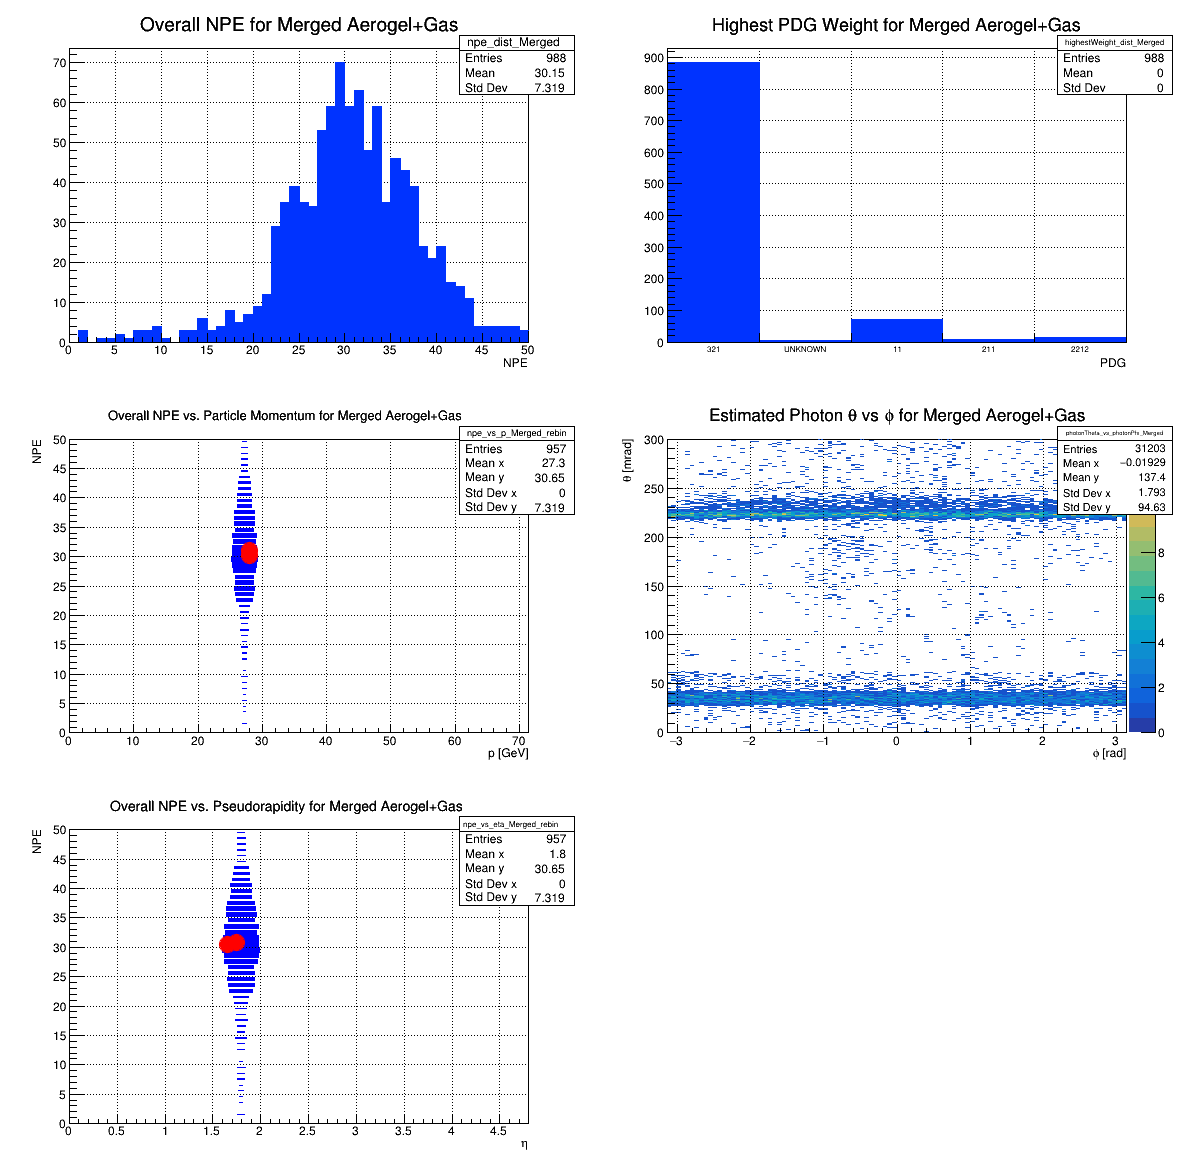 Overall NPE for Merged Aerogel+Gas
npe_dist_Merged
Entries 988
Mean 30.15
Std Dev 7.319
70
60
50
40
30
20
10
0
0 5 10 15 20 25 30 35 40 45 50
NPE
Highest PDG Weight for Merged Aerogel+Gas
highestWeight_dist_Merged
Entries 988
Mean 0
Std Dev 0
900
800
700
600
500
400
300
200
100
0
321 UNKNOWN 11 211 2212
PDG
Overall NPE vs. Particle Momentum for Merged Aerogel+Gas
npe_vs_p_Merged_rebin
Entries 957
Mean x 27.3
Mean y 30.65
Std Dev x 0
Std Dev y 7.319
NPE
50
45
40
35
30
25
20
15
10
5
0
0 10 20 30 40 50 60 70
p [GeV]
Estimated Photon θ vs ϕ for Merged Aerogel+Gas
photonTheta_vs_photonPhi_Merged
Entries 31203
Mean x −0.01929
Mean y 137.4
Std Dev x 1.793
Std Dev y 94.63
θ [mrad]
300
250
200
150
100
50
0
−3 −2 −1 0 1 2 3
ϕ [rad]
8
6
4
2
0
Overall NPE vs. Pseudorapidity for Merged Aerogel+Gas
npe_vs_eta_Merged_rebin
Entries 957
Mean x 1.8
Mean y 30.65
Std Dev x 0
Std Dev y 7.319
NPE
50
45
40
35
30
25
20
15
10
5
0
0 0.5 1 1.5 2 2.5 3 3.5 4 4.5
η